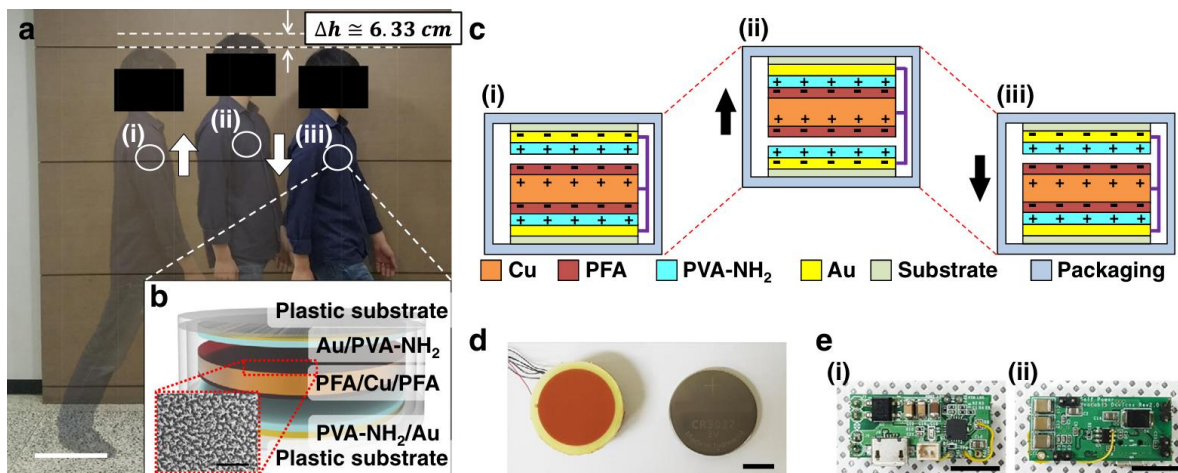 a
Δh ≅ 6.33 cm
(i)
(ii)
(iii)
b
Plastic substrate
Au/PVA-NH₂
PFA/Cu/PFA
PVA-NH₂/Au
Plastic substrate
c
(i)
(ii)
(iii)
Cu
PFA
PVA-NH₂
Au
Substrate
Packaging
d
e
(i)
(ii)